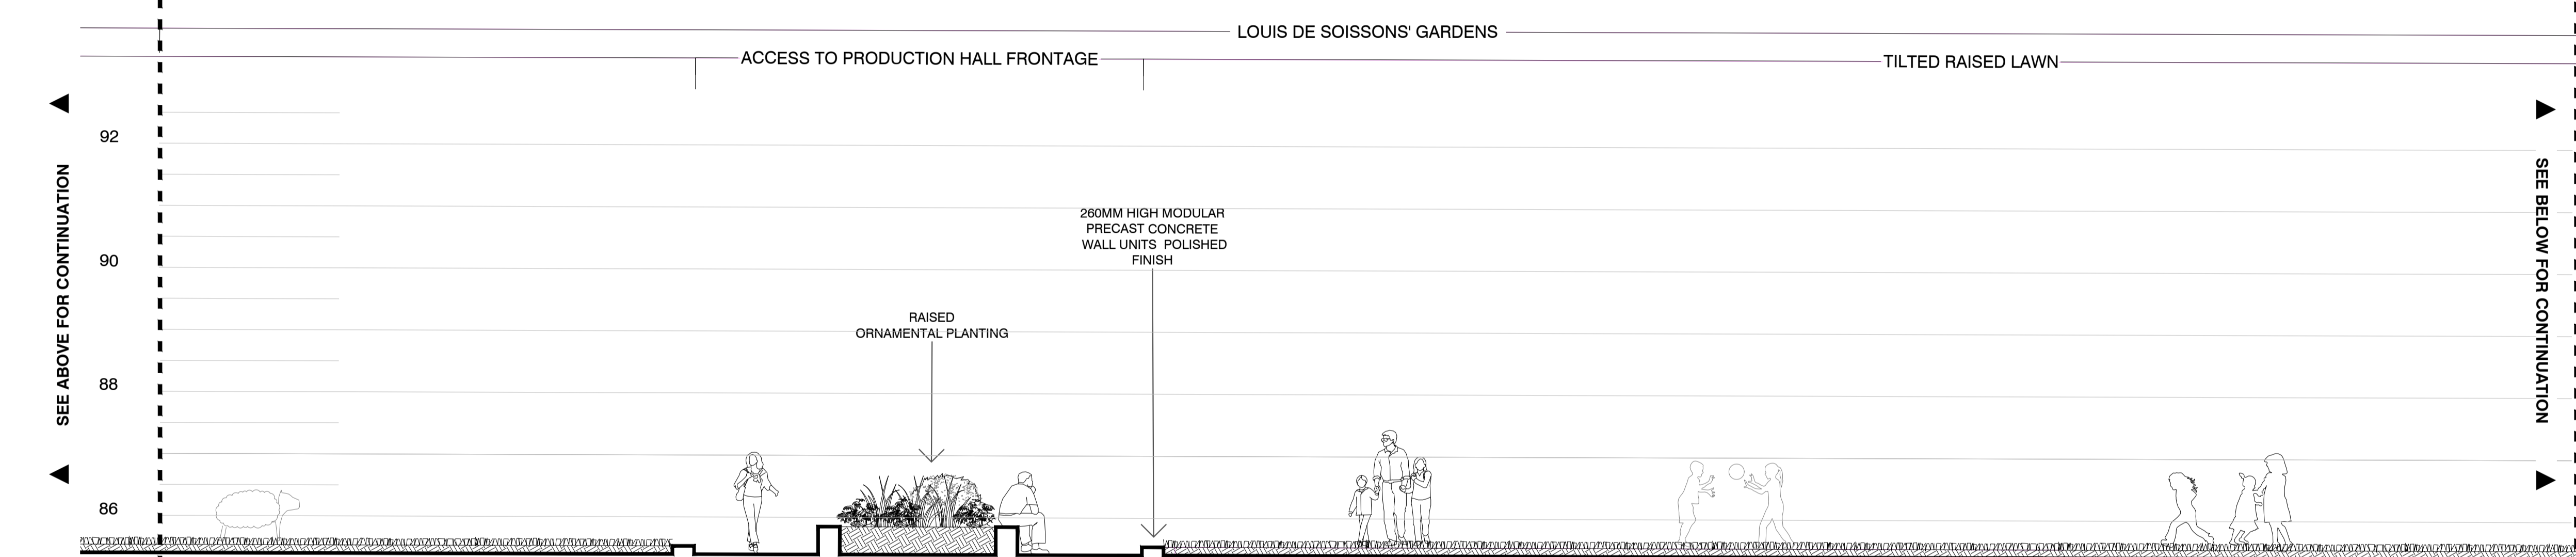 LOUIS DE SOISSONS' GARDENS
ACCESS TO PRODUCTION HALL FRONTAGE
TILTED RAISED LAWN
SEE ABOVE FOR CONTINUATION
92
90
88
86
260MM HIGH MODULAR
PRECAST CONCRETE
WALL UNITS POLISHED
FINISH
RAISED
ORNAMENTAL PLANTING
SEE BELOW FOR CONTINUATION